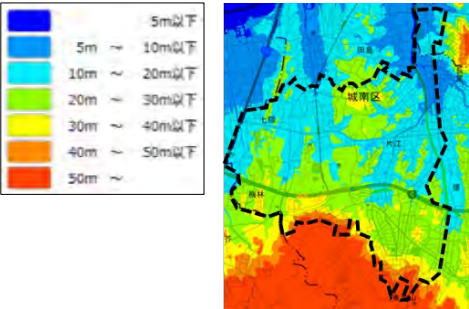 5m以下
5m ～ 10m以下
10m ～ 20m以下
20m ～ 30m以下
30m ～ 40m以下
40m ～ 50m以下
50m ～
田島
城南区
七隈
片江
梅林